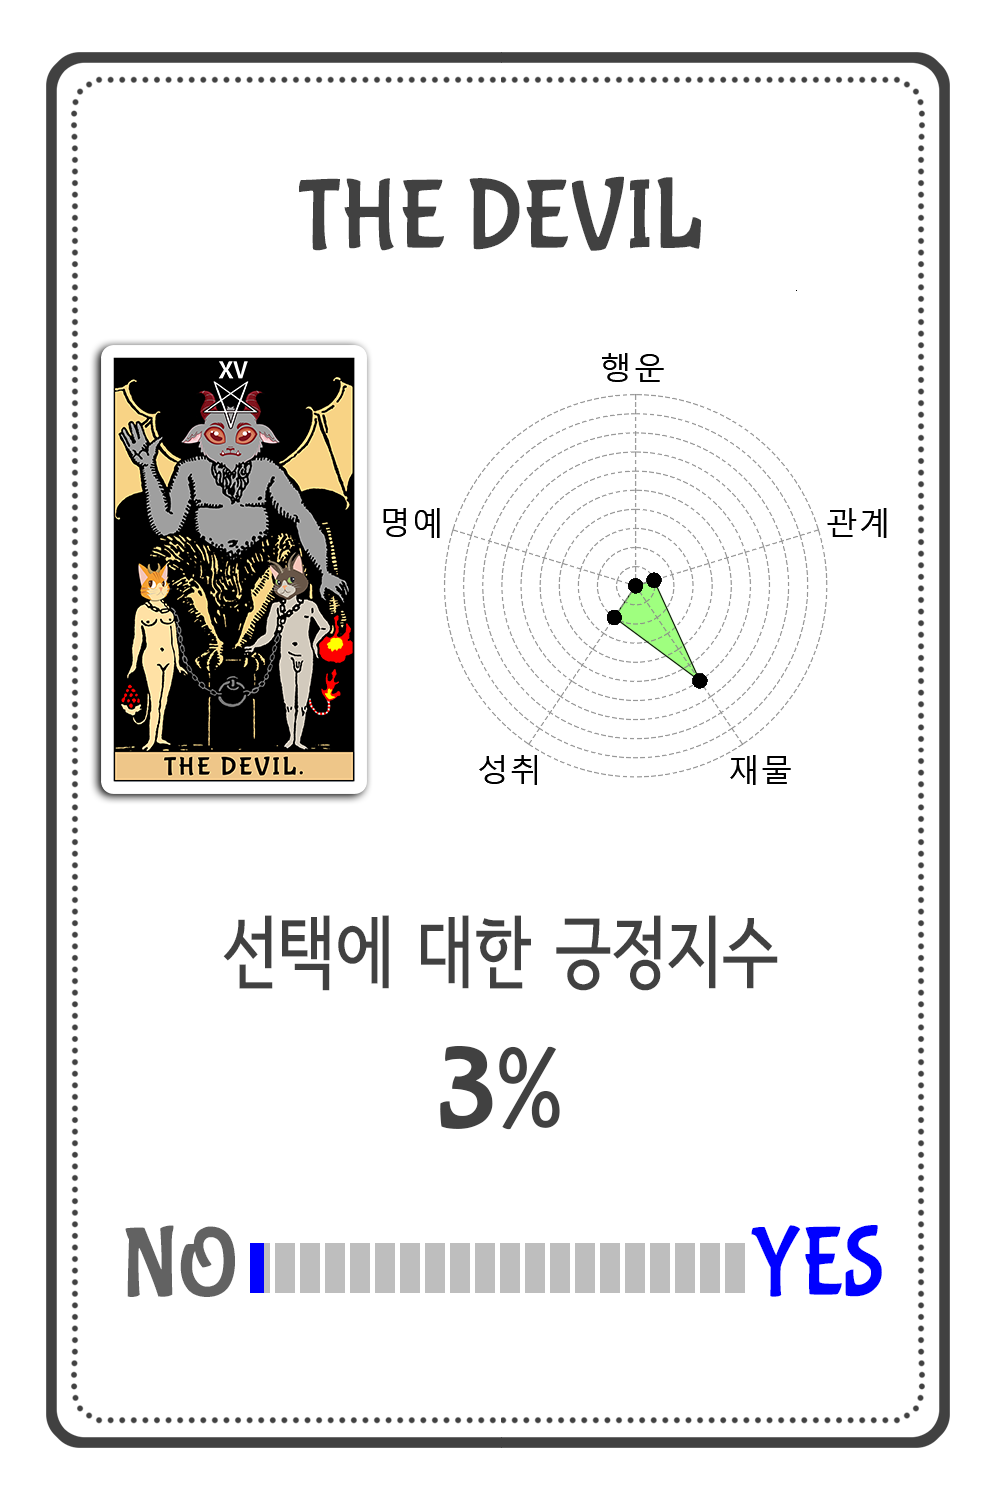 THE DEVIL
XV
THE DEVIL.
행운
명예
관계
성취
재물
선택에 대한 긍정지수
3%
NO YES